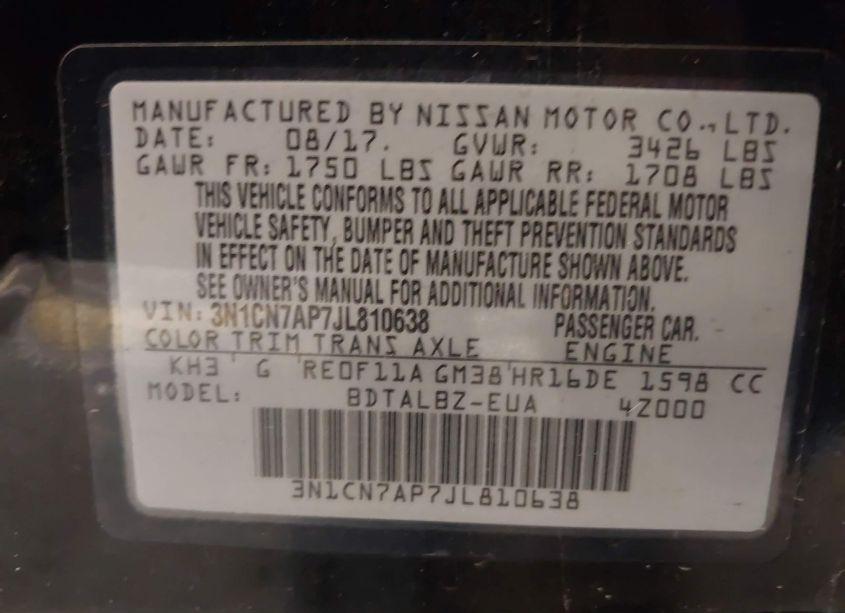 MANUFACTURED BY NISSAN MOTOR CO.,LTD.
DATE: 08/17. GVWR: 3426 LBS
GAWR FR: 1750 LBS GAWR RR: 1708 LBS
THIS VEHICLE CONFORMS TO ALL APPLICABLE FEDERAL MOTOR
VEHICLE SAFETY, BUMPER AND THEFT PREVENTION STANDARDS
IN EFFECT ON THE DATE OF MANUFACTURE SHOWN ABOVE.
SEE OWNER'S MANUAL FOR ADDITIONAL INFORMATION.
VIN: 3N1CN7AP7JL810638 PASSENGER CAR.
COLOR TRIM TRANS AXLE ENGINE
KH3 G RE0F11A GM38 HR16DE 1598 CC
MODEL: BDTALBZ-EUA 4Z000
3N1CN7AP7JL810638